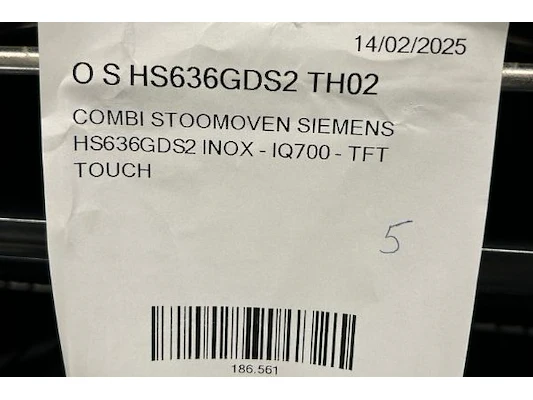 14/02/2025
O S HS636GDS2 TH02
COMBI STOOMOVEN SIEMENS
HS636GDS2 INOX - IQ700 - TFT
TOUCH
5
186.561